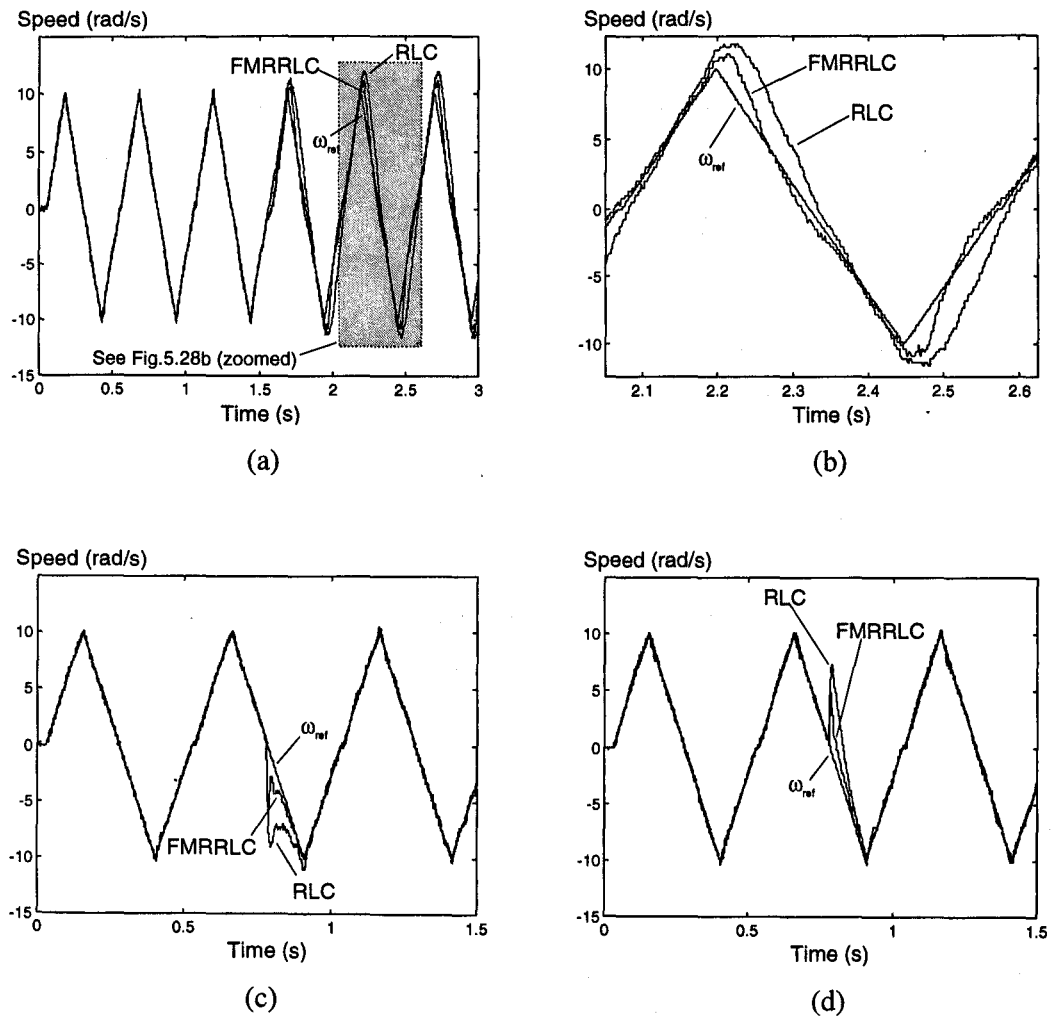 Speed (rad/s)
10
5
0
-5
-10
-15
0
0.5
1
1.5
2
2.5
3
RLC
FMRRLC
ωref
See Fig.5.28b (zoomed)
Time (s)
(a)
Speed (rad/s)
10
5
0
-5
-10
2.1
2.2
2.3
2.4
2.5
2.6
FMRRLC
RLC
ωref
Time (s)
(b)
Speed (rad/s)
10
5
0
-5
-10
-15
0
0.5
1
1.5
ωref
FMRRLC
RLC
Time (s)
(c)
Speed (rad/s)
10
5
0
-5
-10
-15
0
0.5
1
1.5
RLC
FMRRLC
ωref
Time (s)
(d)